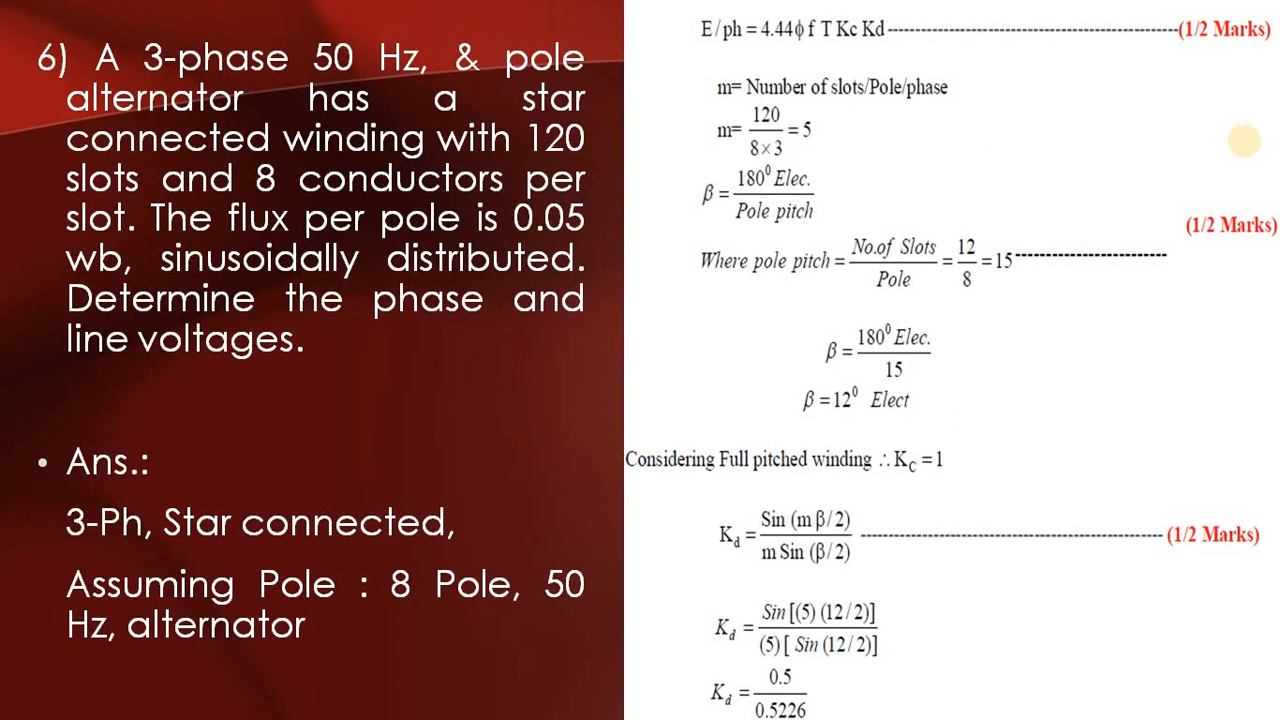 6) A 3-phase 50 Hz, & pole
alternator has a star
connected winding with 120
slots and 8 conductors per
slot. The flux per pole is 0.05
wb, sinusoidally distributed.
Determine the phase and
line voltages.
• Ans.:
3-Ph, Star connected,
Assuming Pole : 8 Pole, 50
Hz, alternator
E/ph = 4.44ϕ f T Kc Kd------------------------------------------------(1/2 Marks)
m= Number of slots/Pole/phase
m= 120 / 8×3 = 5
β = 180⁰ Elec. / Pole pitch
(1/2 Marks)
Where pole pitch = No.of Slots / Pole = 12 / 8 = 15-----------------------
β = 180⁰ Elec. / 15
β = 12⁰ Elect
Considering Full pitched winding ∴ K_C = 1
K_d = Sin (m β/2) / m Sin (β/2) ------------------------------------------------ (1/2 Marks)
K_d = Sin [(5) (12/2)] / (5) [ Sin (12/2)]
K_d = 0.5 / 0.5226